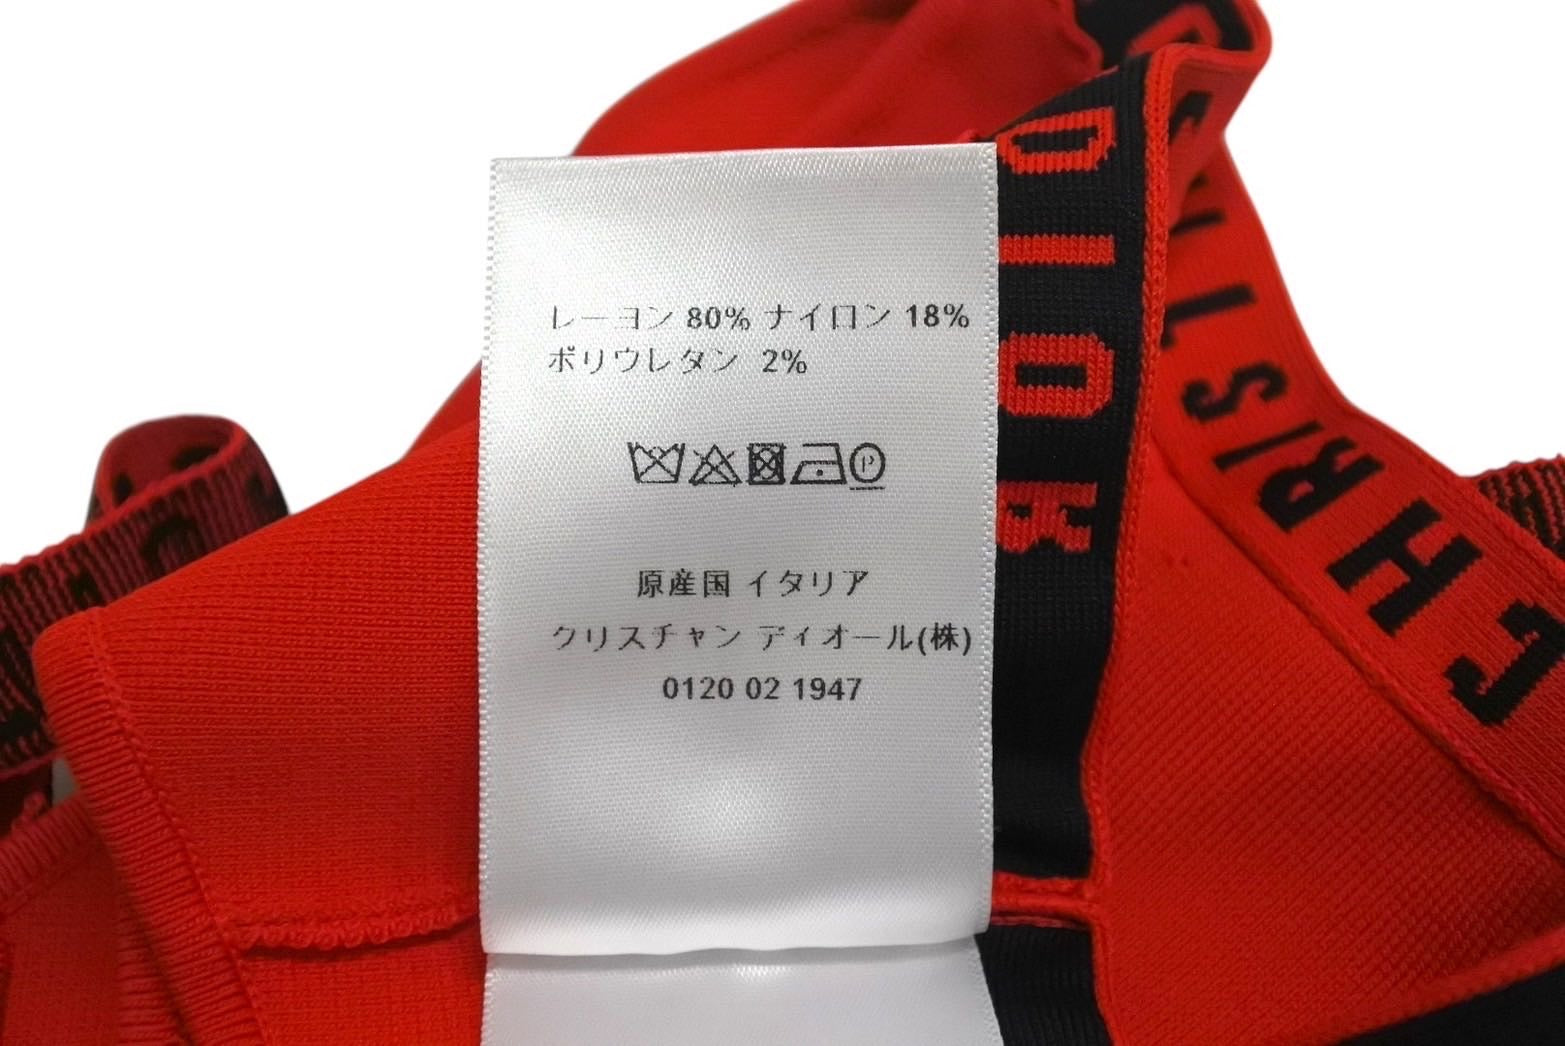 レーヨン 80% ナイロン 18%
ポリウレタン 2%
P
原産国 イタリア
クリスチャン ディオール(株)
0120 02 1947
DIOR
CHRISTI